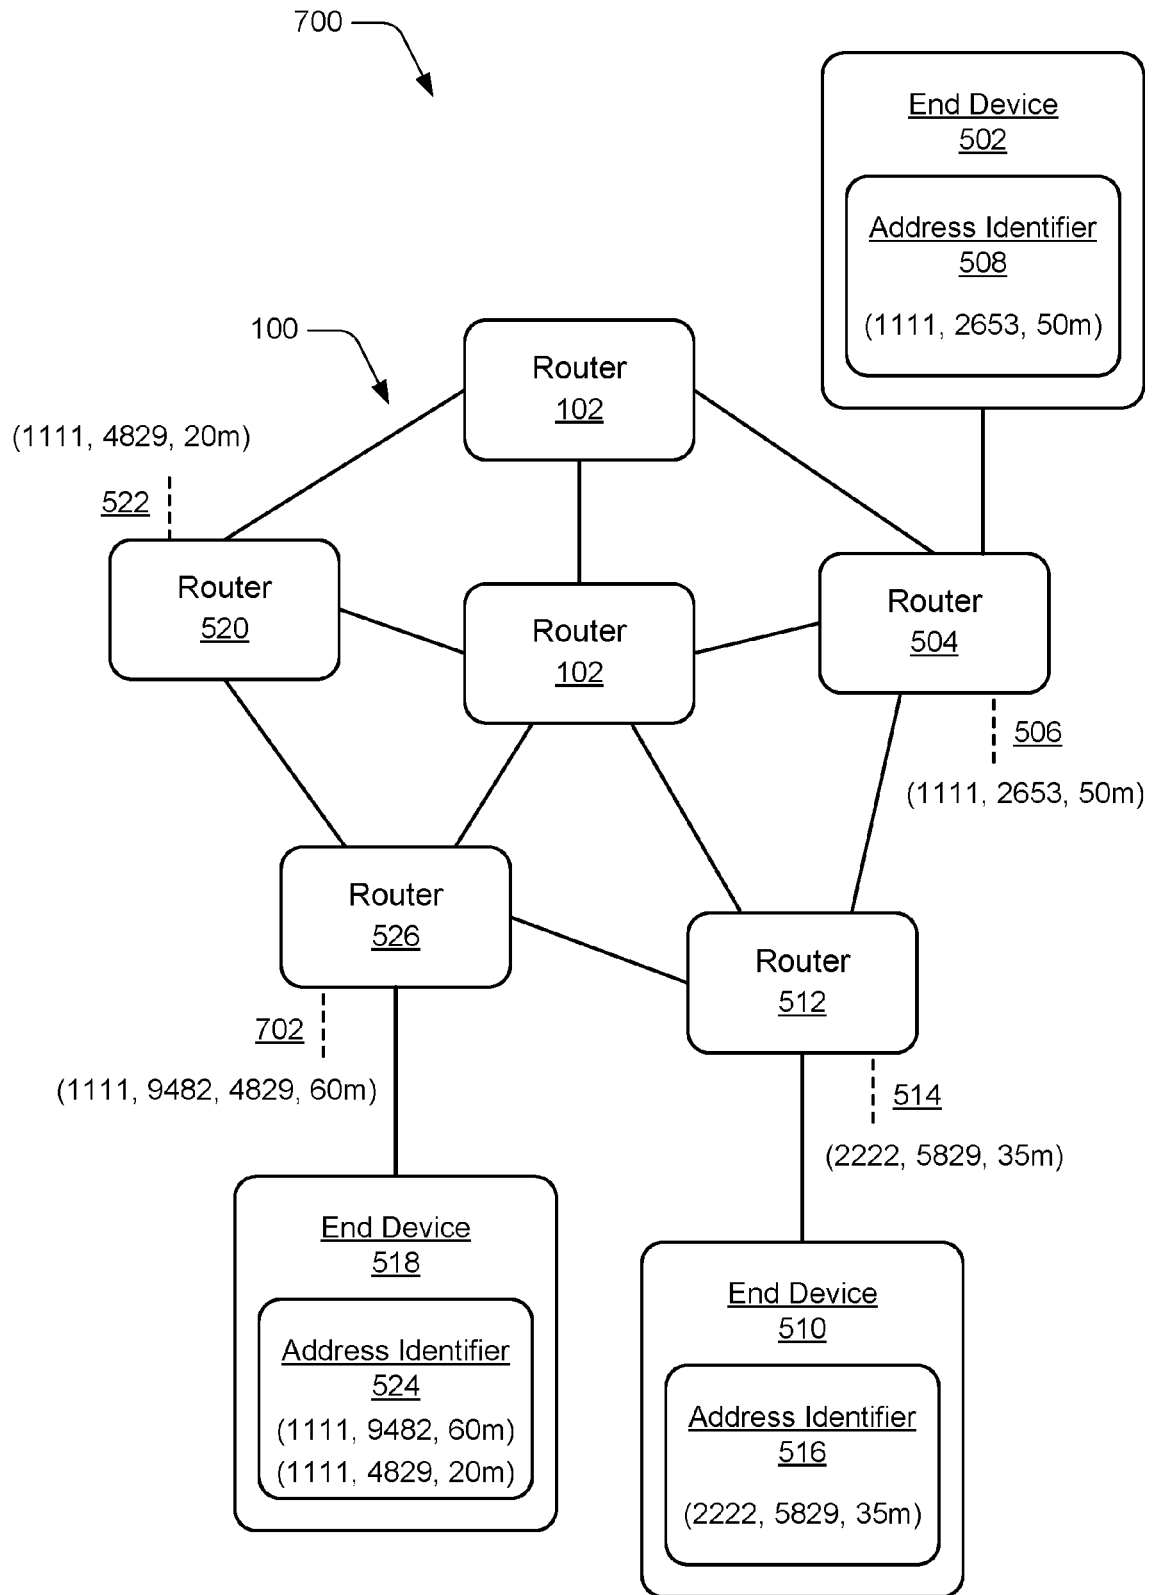 700
End Device
502
Address Identifier
508
(1111, 2653, 50m)
100
Router
102
(1111, 4829, 20m)
522
Router
520
Router
102
Router
504
506
(1111, 2653, 50m)
Router
526
Router
512
702
(1111, 9482, 4829, 60m)
514
(2222, 5829, 35m)
End Device
518
Address Identifier
524
(1111, 9482, 60m)
(1111, 4829, 20m)
End Device
510
Address Identifier
516
(2222, 5829, 35m)